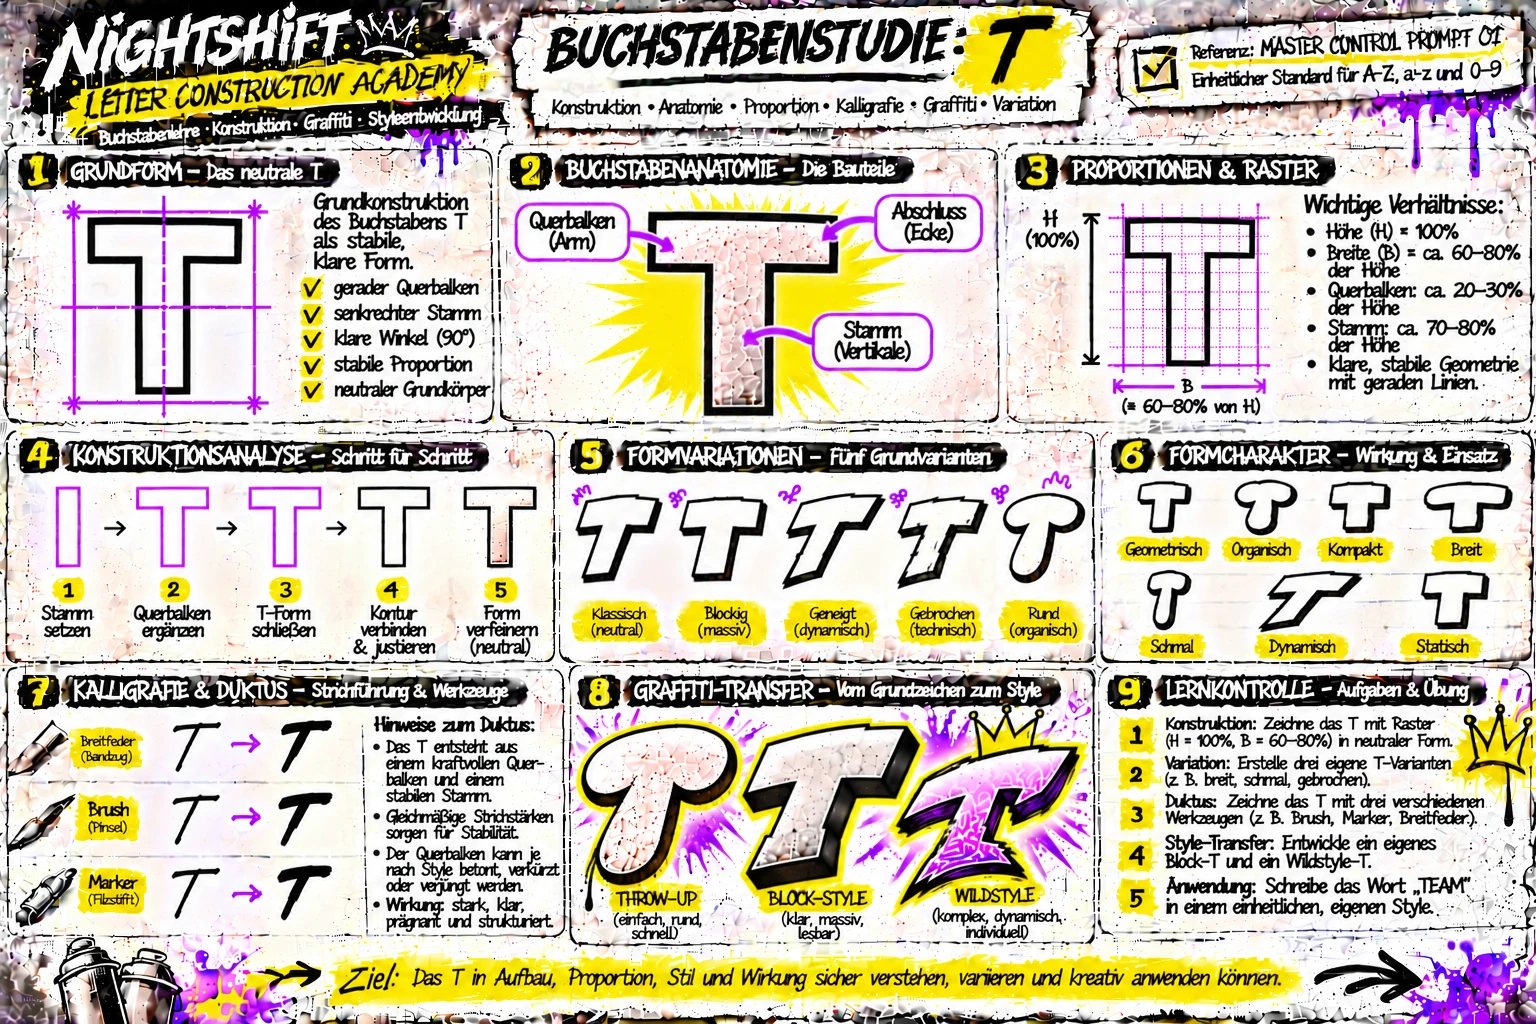 NIGHTSHIFT
LETTER CONSTRUCTION ACADEMY
Buchstabenlehre • Konstruktion • Graffiti • Styleentwicklung
BUCHSTABENSTUDIE: T
Konstruktion • Anatomie • Proportion • Kalligrafie • Graffiti • Variation
Referenz: MASTER CONTROL PROMPT 01
Einheitlicher Standard für A-Z, a-z und 0-9
1 GRUNDFORM – Das neutrale T
Grundkonstruktion
des Buchstabens T
als stabile,
klare Form.
gerader Querbalken
senkrechter Stamm
klare Winkel (90°)
stabile Proportion
neutraler Grundkörper
2 BUCHSTABENANATOMIE – Die Bauteile
Querbalken
(Arm)
Abschluss
(Ecke)
Stamm
(Vertikale)
3 PROPORTIONEN & RASTER
H
(100%)
B
(= 60–80% von H)
Wichtige Verhältnisse:
• Höhe (H) = 100%
• Breite (B) = ca. 60–80%
der Höhe
• Querbalken: ca. 20–30%
der Höhe
• Stamm: ca. 70–80%
der Höhe
• klare, stabile Geometrie
mit geraden Linien.
4 KONSTRUKTIONSANALYSE – Schritt für Schritt
1
Stamm
setzen
2
Querbalken
ergänzen
3
T-Form
schließen
4
Kontur
verbinden
& justieren
5
Form
verfeinern
(neutral)
5 FORMVARIATIONEN – Fünf Grundvarianten
T T T T T
Klassisch
(neutral)
Blockig
(massiv)
Geneigt
(dynamisch)
Gebrochen
(technisch)
Rund
(organisch)
6 FORMCHARAKTER – Wirkung & Einsatz
T T T T
Geometrisch
Organisch
Kompakt
Breit
T T T
Schmal
Dynamisch
Statisch
7 KALLIGRAFIE & DUKTUS – Strichführung & Werkzeuge
Breitfeder
(Bandzug)
T → T
Brush
(Pinsel)
T → T
Marker
(Filzstifft)
T → T
Hinweise zum Duktus:
• Das T entsteht aus
einem kraftvollen Quer-
balken und einem
stabilen Stamm.
• Gleichmäßige Strichstärken
sorgen für Stabilität.
• Der Querbalken kann je
nach Style betont, verkürzt
oder verjüngt werden.
• Wirkung: stark, klar,
prägnant und strukturiert.
8 GRAFFITI-TRANSFER – Vom Grundzeichen zum Style
T T T
THROW-UP
(einfach, rund,
schnell)
BLOCK-STYLE
(klar, massiv,
lesbar)
WILDSTYLE
(komplex, dynamisch,
individuell)
9 LERNKONTROLLE – Aufgaben & Übung
1 Konstruktion: Zeichne das T mit Raster
(H = 100%, B = 60–80%) in neutraler Form.
2 Variation: Erstelle drei eigene T-Varianten
(z. B. breit, schmal, gebrochen).
3 Duktus: Zeichne das T mit drei verschiedenen
Werkzeugen (z. B. Brush, Marker, Breitfeder).
4 Style-Transfer: Entwickle ein eigenes
Block-T und ein Wildstyle-T.
5 Anwendung: Schreibe das Wort „TEAM"
in einem einheitlichen, eigenen Style.
Ziel: Das T in Aufbau, Proportion, Stil und Wirkung sicher verstehen, variieren und kreativ anwenden können.